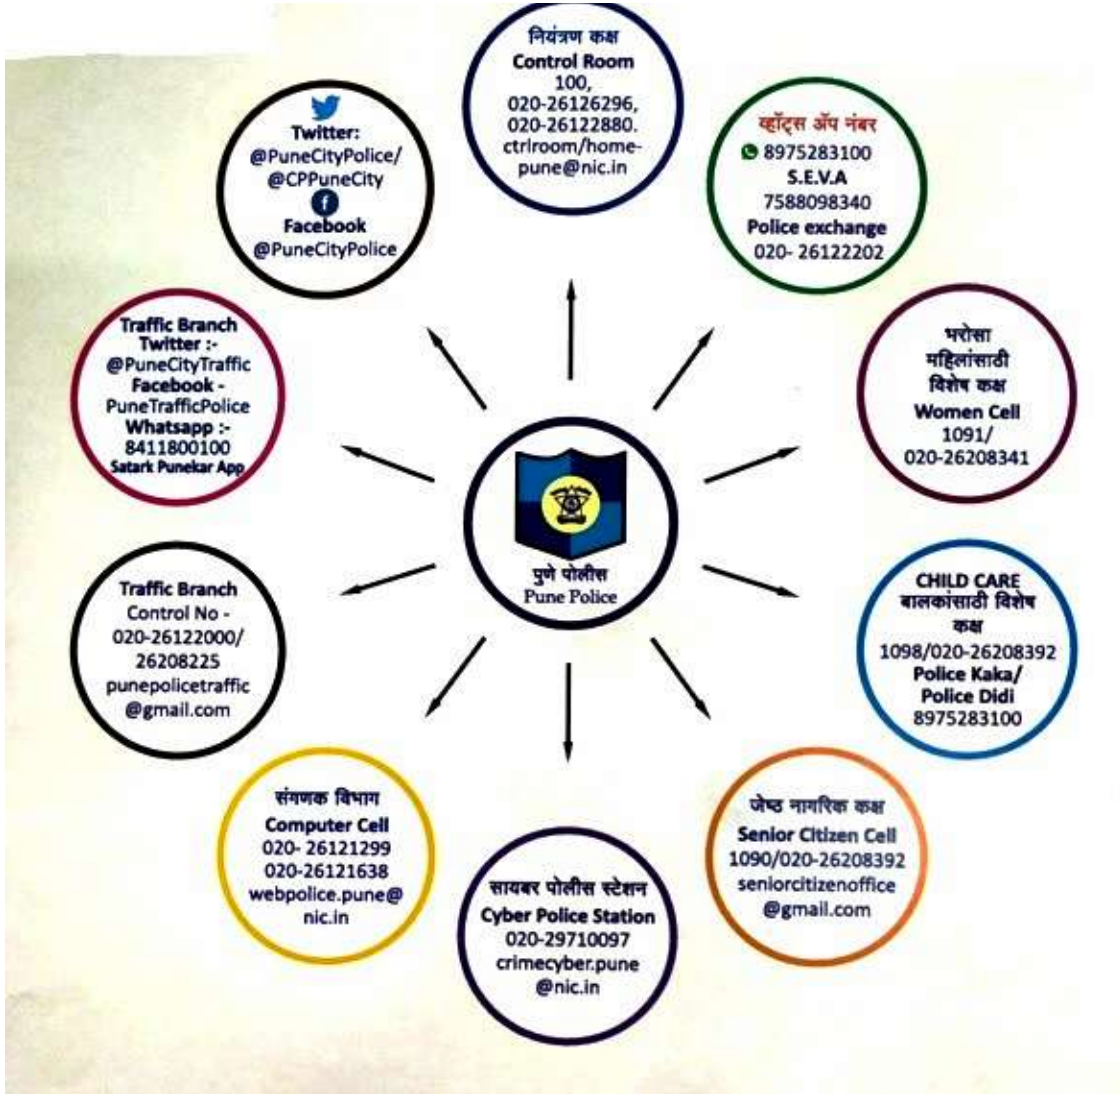 नियंत्रण कक्ष
Control Room
100,
020-26126296,
020-26122880.
ctrlroom/home-
pune@nic.in
व्हॉट्स ॲप नंबर
8975283100
S.E.V.A
7588098340
Police exchange
020- 26122202
भरोसा
महिलांसाठी
विशेष कक्ष
Women Cell
1091/
020-26208341
CHILD CARE
बालकांसाठी विशेष
कक्ष
1098/020-26208392
Police Kaka/
Police Didi
8975283100
जेष्ठ नागरिक कक्ष
Senior Citizen Cell
1090/020-26208392
seniorcitizenoffice
@gmail.com
सायबर पोलीस स्टेशन
Cyber Police Station
020-29710097
crimecyber.pune
@nic.in
संगणक विभाग
Computer Cell
020- 26121299
020-26121638
webpolice.pune@
nic.in
Traffic Branch
Control No -
020-26122000/
26208225
punepolicetraffic
@gmail.com
Traffic Branch
Twitter :-
@PuneCityTraffic
Facebook -
PuneTrafficPolice
Whatsapp :-
8411800100
Satark Punekar App
Twitter:
@PuneCityPolice/
@CPPuneCity
Facebook
@PuneCityPolice
पुणे पोलीस
Pune Police